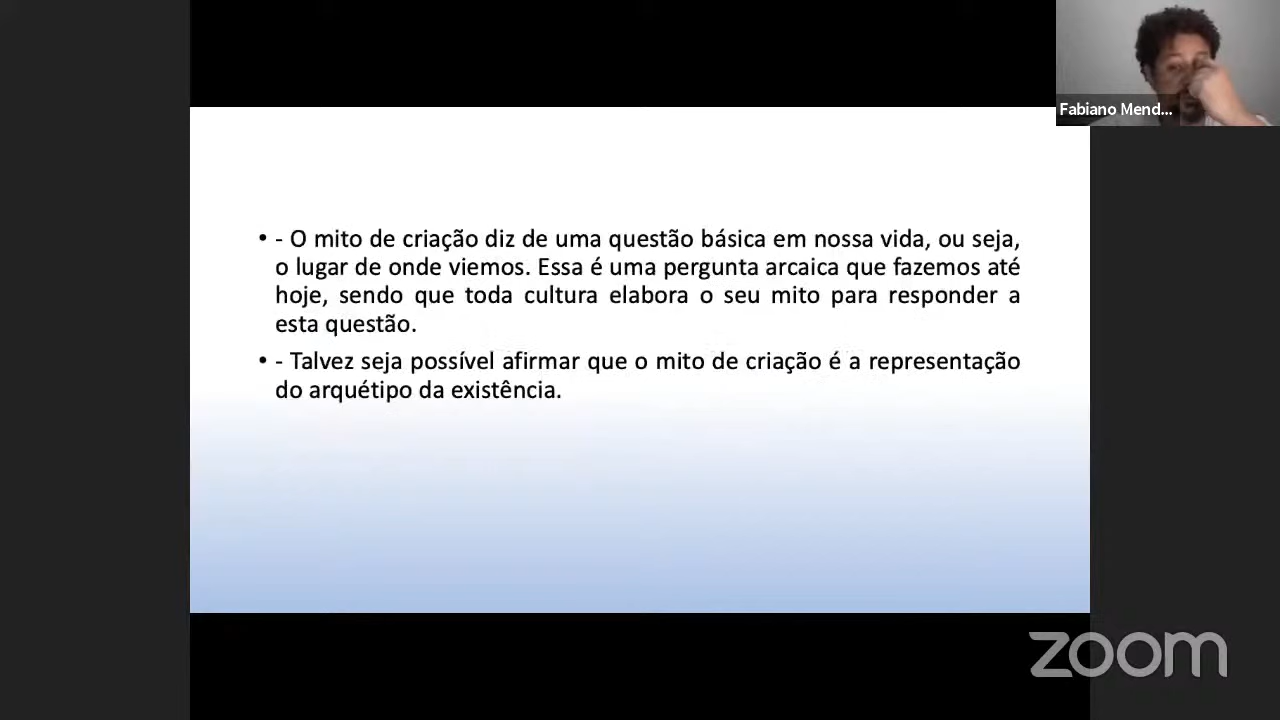 Fabiano Mend...
• - O mito de criação diz de uma questão básica em nossa vida, ou seja,
o lugar de onde viemos. Essa é uma pergunta arcaica que fazemos até
hoje, sendo que toda cultura elabora o seu mito para responder a
esta questão.
• - Talvez seja possível afirmar que o mito de criação é a representação
do arquétipo da existência.
zoom